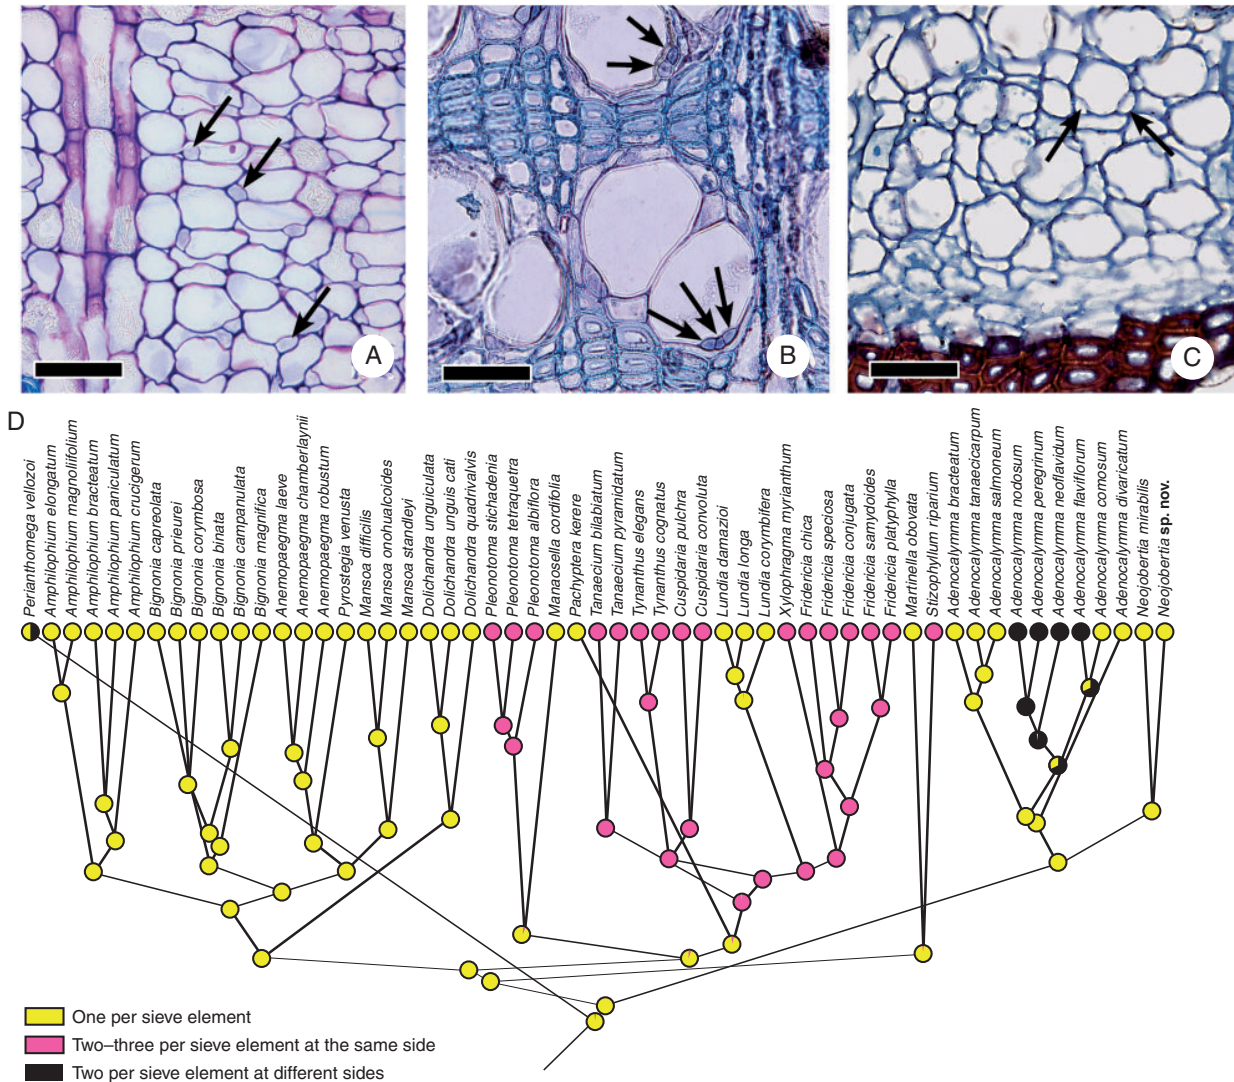 A
B
C
D
Perianthomega vellozoi
Amphilophium elongatum
Amphilophium magnoliifolium
Amphilophium bracteatum
Amphilophium paniculatum
Amphilophium crucigerum
Bignonia capreolata
Bignonia prieurei
Bignonia corymbosa
Bignonia binata
Bignonia campanulata
Bignonia magnifica
Anemopaegma laeve
Anemopaegma chamberlaynii
Anemopaegma robustum
Pyrostegia venusta
Mansoa difficilis
Mansoa onohualcoides
Mansoa standleyi
Dolichandra unguiculata
Dolichandra unguis cati
Dolichandra quadrivalvis
Pleonotoma stichadenia
Pleonotoma tetraquetra
Pleonotoma albiflora
Manaosella cordifolia
Pachyptera kerere
Tanaecium bilabiatum
Tanaecium pyramidatum
Tynanthus elegans
Tynanthus cognatus
Cuspidaria pulchra
Cuspidaria convoluta
Lundia damazioi
Lundia longa
Lundia corymbifera
Xylophragma myrianthum
Fridericia chica
Fridericia speciosa
Fridericia conjugata
Fridericia samydoides
Fridericia platyphylla
Martinella obovata
Stizophyllum riparium
Adenocalymma bracteatum
Adenocalymma tanaeciicarpum
Adenocalymma salmoneum
Adenocalymma nodosum
Adenocalymma peregrinum
Adenocalymma neoflavidum
Adenocalymma flaviflorum
Adenocalymma comosum
Adenocalymma divaricatum
Neojobertia mirabilis
Neojobertia sp. nov.
One per sieve element
Two–three per sieve element at the same side
Two per sieve element at different sides